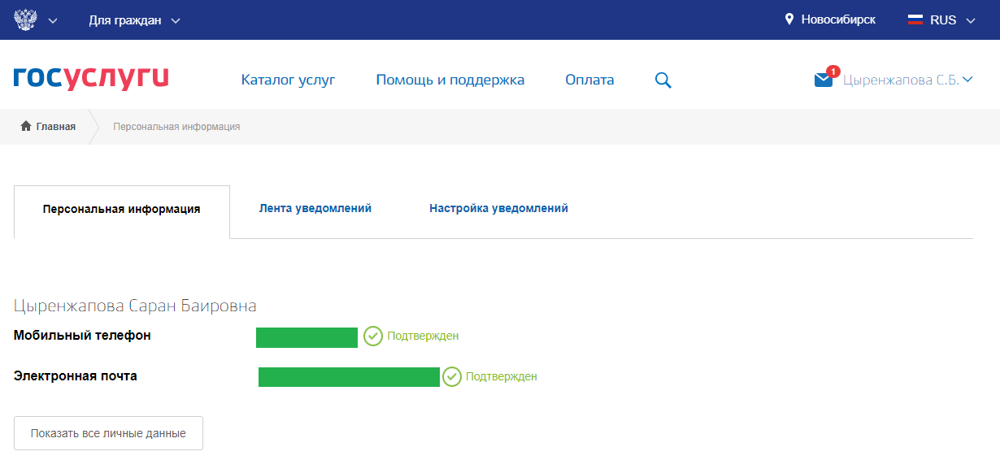 Для граждан Новосибирск RUS
госуслуги Каталог услуг Помощь и поддержка Оплата 1 Цыренжапова С.Б.
Главная Персональная информация
Персональная информация Лента уведомлений Настройка уведомлений
Цыренжапова Саран Баировна
Мобильный телефон Подтвержден
Электронная почта Подтвержден
Показать все личные данные